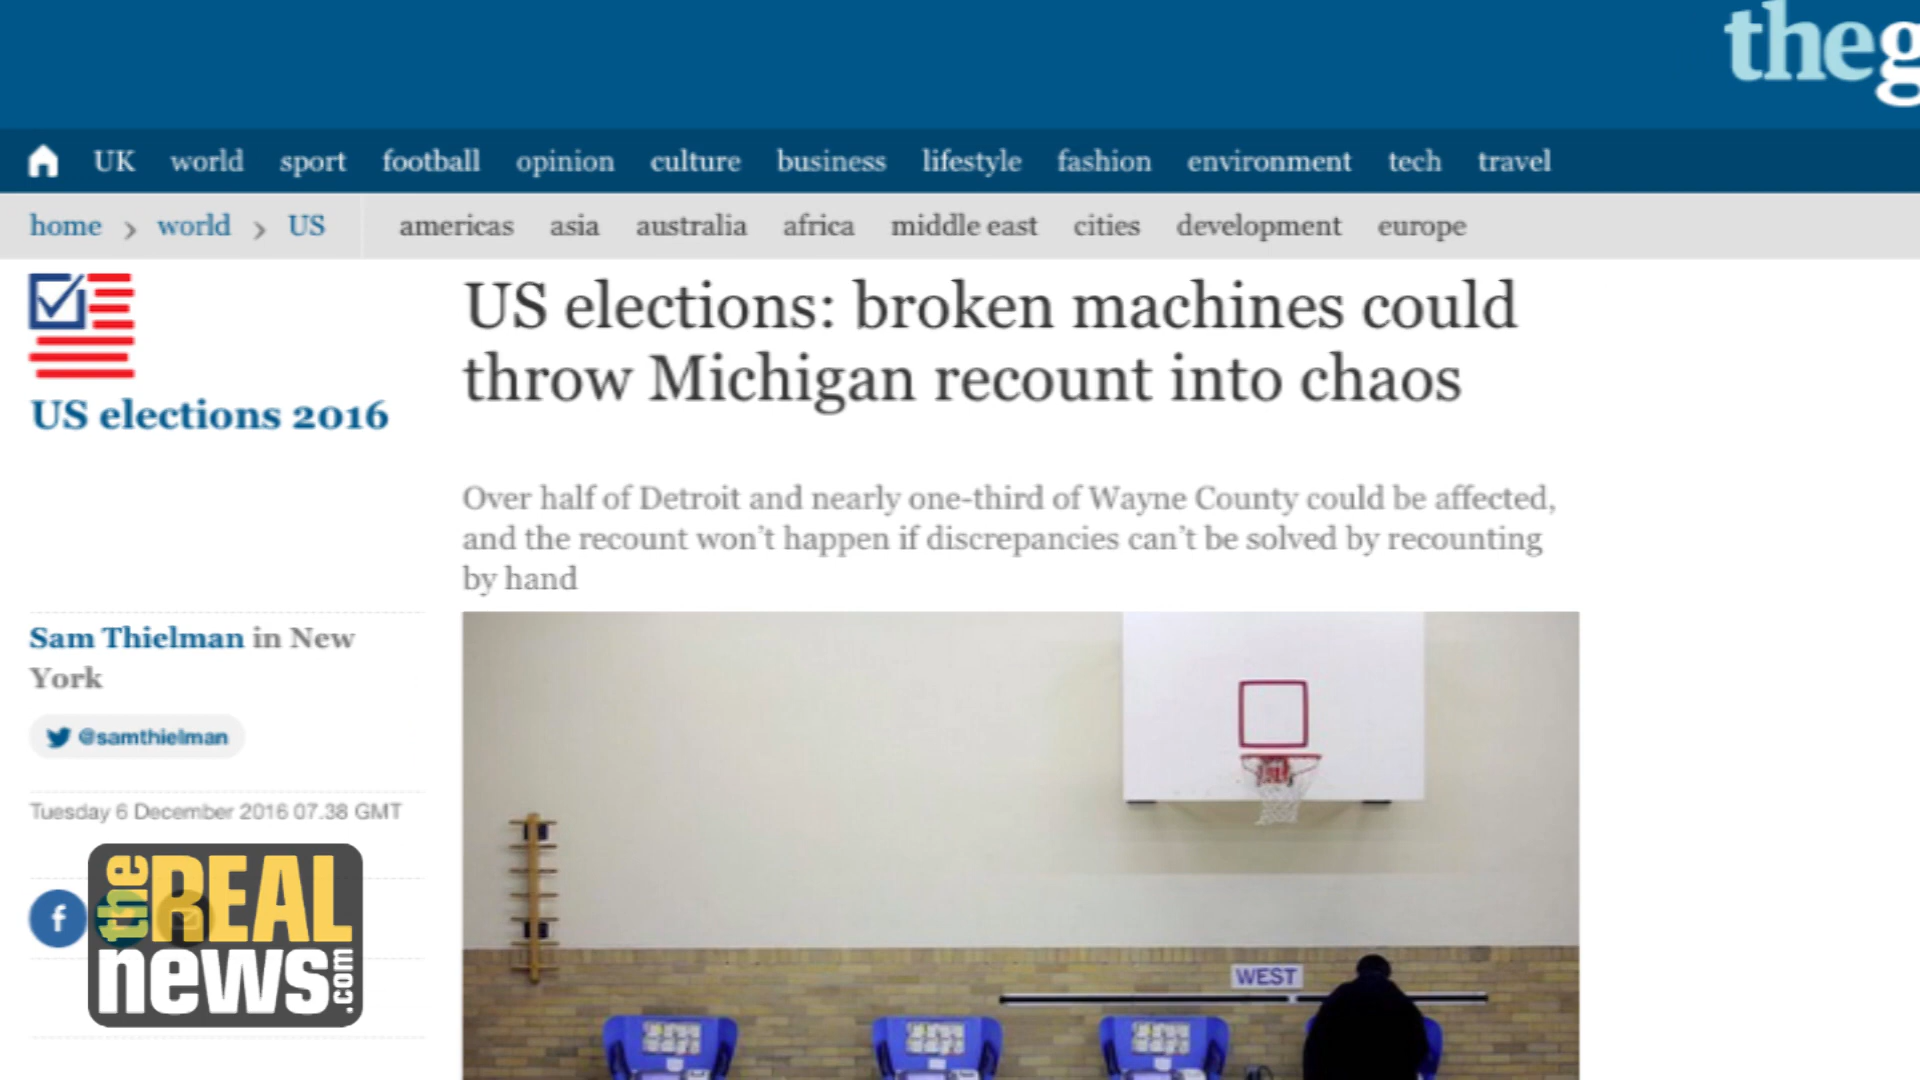 theg
UK world sport football opinion culture business lifestyle fashion environment tech travel
home > world > US americas asia australia africa middle east cities development europe
US elections: broken machines could
throw Michigan recount into chaos
US elections 2016
Over half of Detroit and nearly one-third of Wayne County could be affected,
and the recount won't happen if discrepancies can't be solved by recounting
by hand
Sam Thielman in New
York
@samthielman
Tuesday 6 December 2016 07.38 GMT
f
the REAL
news.com
WEST